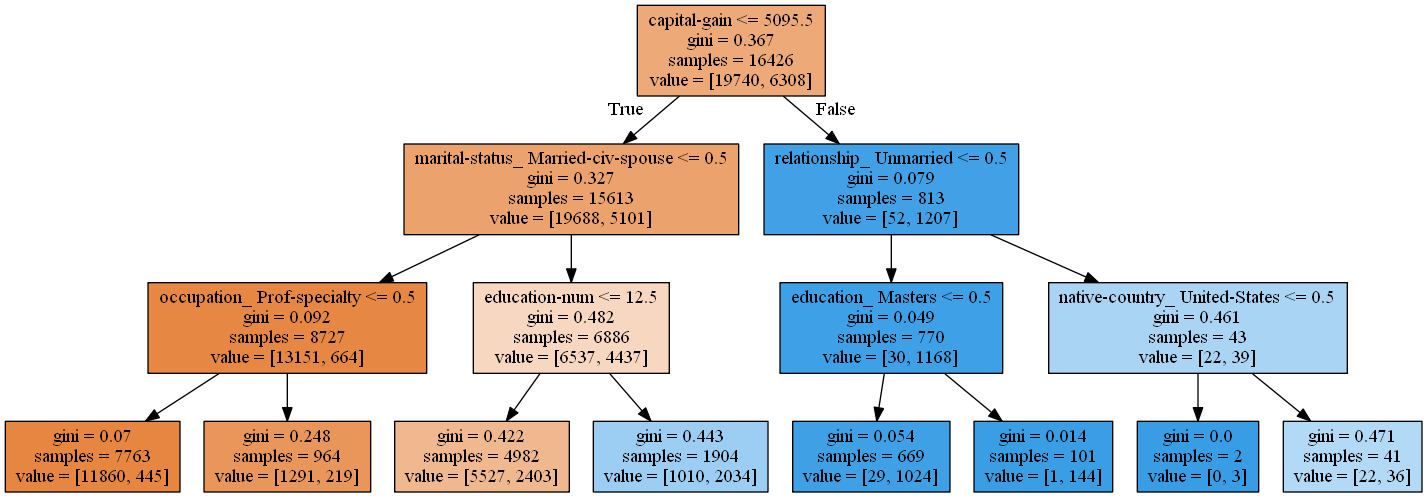 capital-gain <= 5095.5
gini = 0.367
samples = 16426
value = [19740, 6308]
True
False
marital-status_ Married-civ-spouse <= 0.5
gini = 0.327
samples = 15613
value = [19688, 5101]
relationship_ Unmarried <= 0.5
gini = 0.079
samples = 813
value = [52, 1207]
occupation_ Prof-specialty <= 0.5
gini = 0.092
samples = 8727
value = [13151, 664]
education-num <= 12.5
gini = 0.482
samples = 6886
value = [6537, 4437]
education_ Masters <= 0.5
gini = 0.049
samples = 770
value = [30, 1168]
native-country_ United-States <= 0.5
gini = 0.461
samples = 43
value = [22, 39]
gini = 0.07
samples = 7763
value = [11860, 445]
gini = 0.248
samples = 964
value = [1291, 219]
gini = 0.422
samples = 4982
value = [5527, 2403]
gini = 0.443
samples = 1904
value = [1010, 2034]
gini = 0.054
samples = 669
value = [29, 1024]
gini = 0.014
samples = 101
value = [1, 144]
gini = 0.0
samples = 2
value = [0, 3]
gini = 0.471
samples = 41
value = [22, 36]